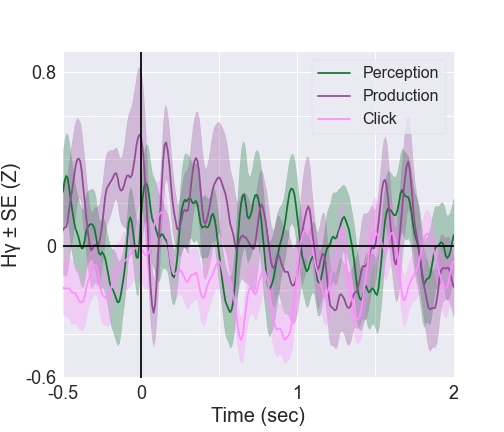 Perception
Production
Click
0.8
0
-0.6
Hγ ± SE (Z)
-0.5 0 1 2
Time (sec)